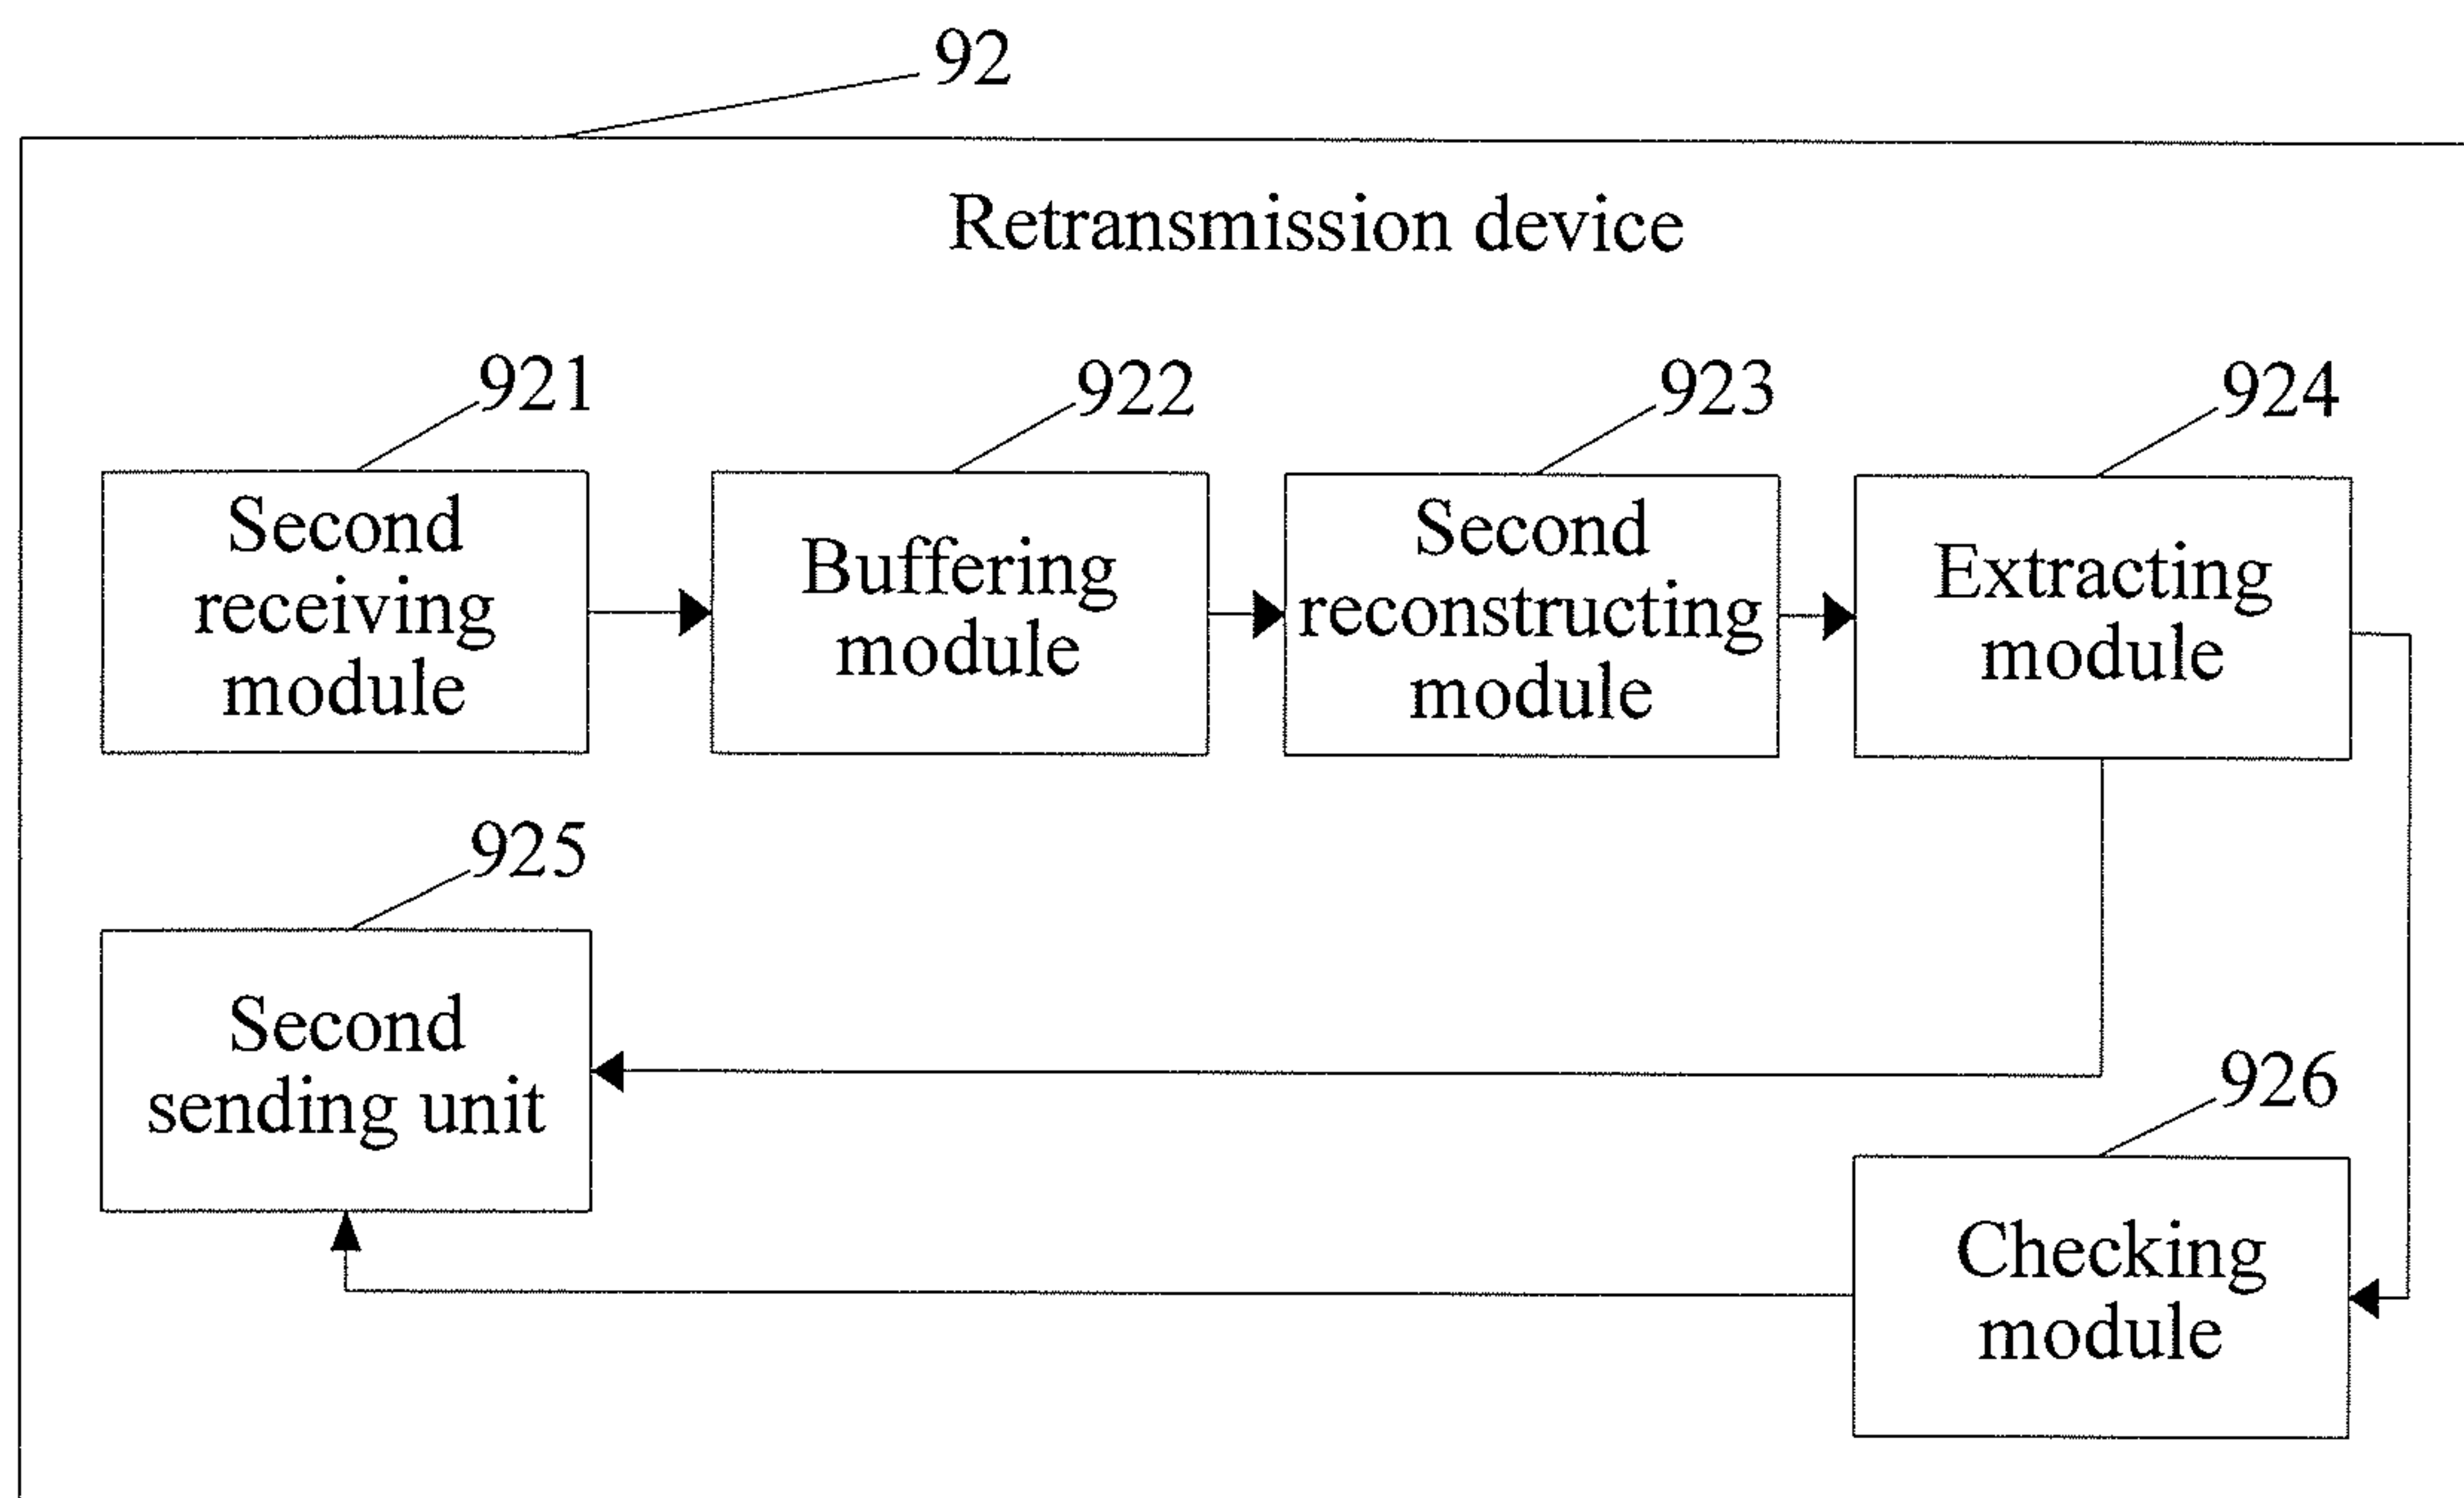 92
Retransmission device
921
922
923
924
Second
receiving
module
Buffering
module
Second
reconstructing
module
Extracting
module
925
Second
sending unit
926
Checking
module